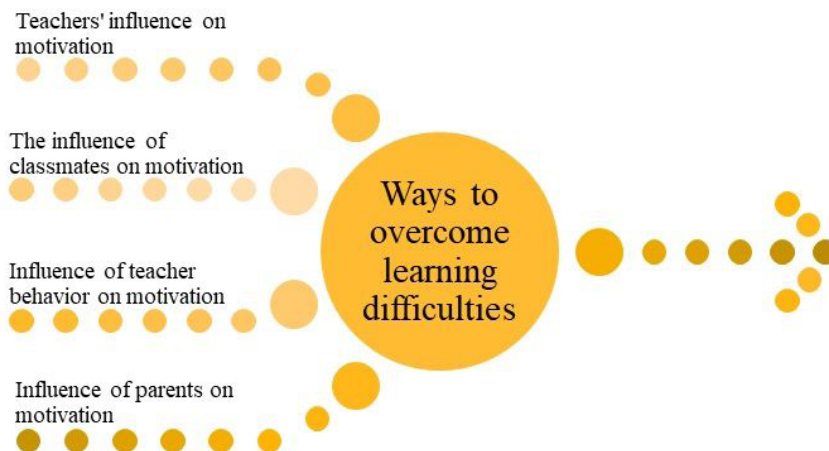 Teachers' influence on
motivation
The influence of
classmates on motivation
Influence of teacher
behavior on motivation
Influence of parents on
motivation
Ways to
overcome
learning
difficulties